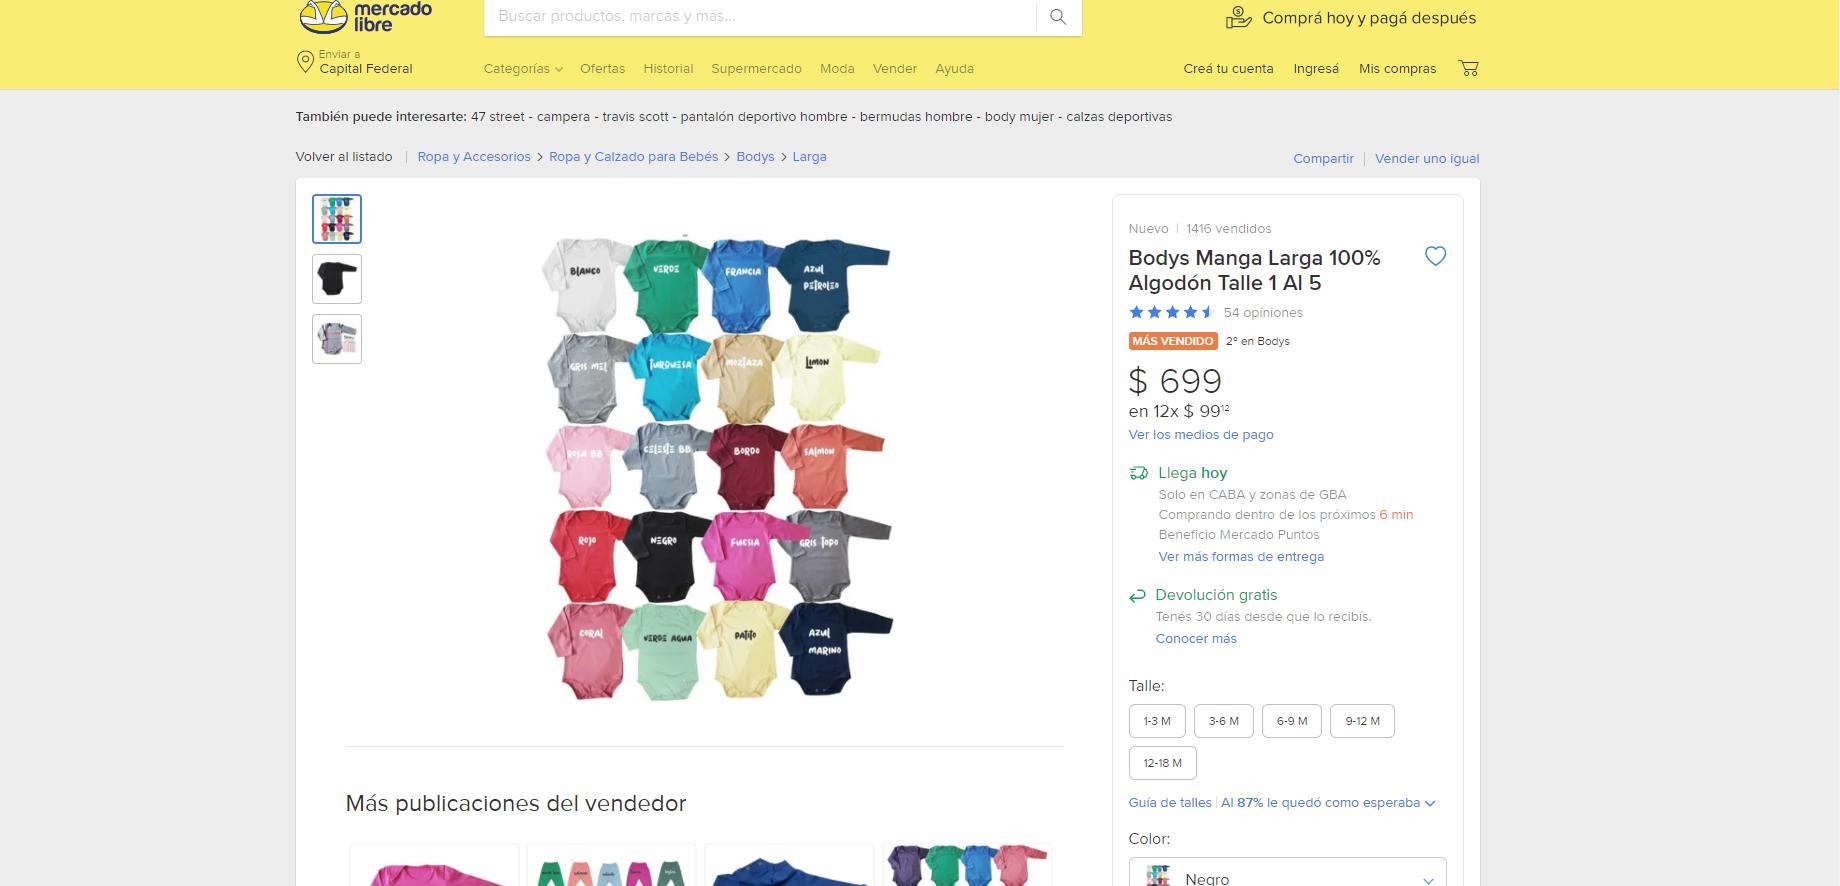 mercado
libre
Buscar productos, marcas y más...
Comprá hoy y pagá después
Enviar a
Capital Federal
Categorías
Ofertas
Historial
Supermercado
Moda
Vender
Ayuda
Creá tu cuenta
Ingresá
Mis compras
También puede interesarte: 47 street - campera - travis scott - pantalón deportivo hombre - bermudas hombre - body mujer - calzas deportivas
Volver al listado
Ropa y Accesorios > Ropa y Calzado para Bebés > Bodys > Larga
Compartir
Vender uno igual
BLANCO
VERDE
FRANCIA
AZUL
PETROLEO
GRIS MEL
TURQUESA
MOZTAZA
LIMON
ROSA BB
CELESTE BB
BORDO
SALMON
ROJO
NEGRO
FUCSIA
GRIS TOPO
CORAL
VERDE AGUA
PATITO
AZUL
MARINO
Nuevo | 1416 vendidos
Bodys Manga Larga 100%
Algodón Talle 1 Al 5
54 opiniones
MÁS VENDIDO 2º en Bodys
$ 699
en 12x $ 99 12
Ver los medios de pago
Llega hoy
Solo en CABA y zonas de GBA
Comprando dentro de los próximos 6 min
Beneficio Mercado Puntos
Ver más formas de entrega
Devolución gratis
Tenés 30 días desde que lo recibís.
Conocer más
Talle:
1-3 M
3-6 M
6-9 M
9-12 M
12-18 M
Guía de talles | Al 87% le quedó como esperaba
Color:
Negro
Más publicaciones del vendedor